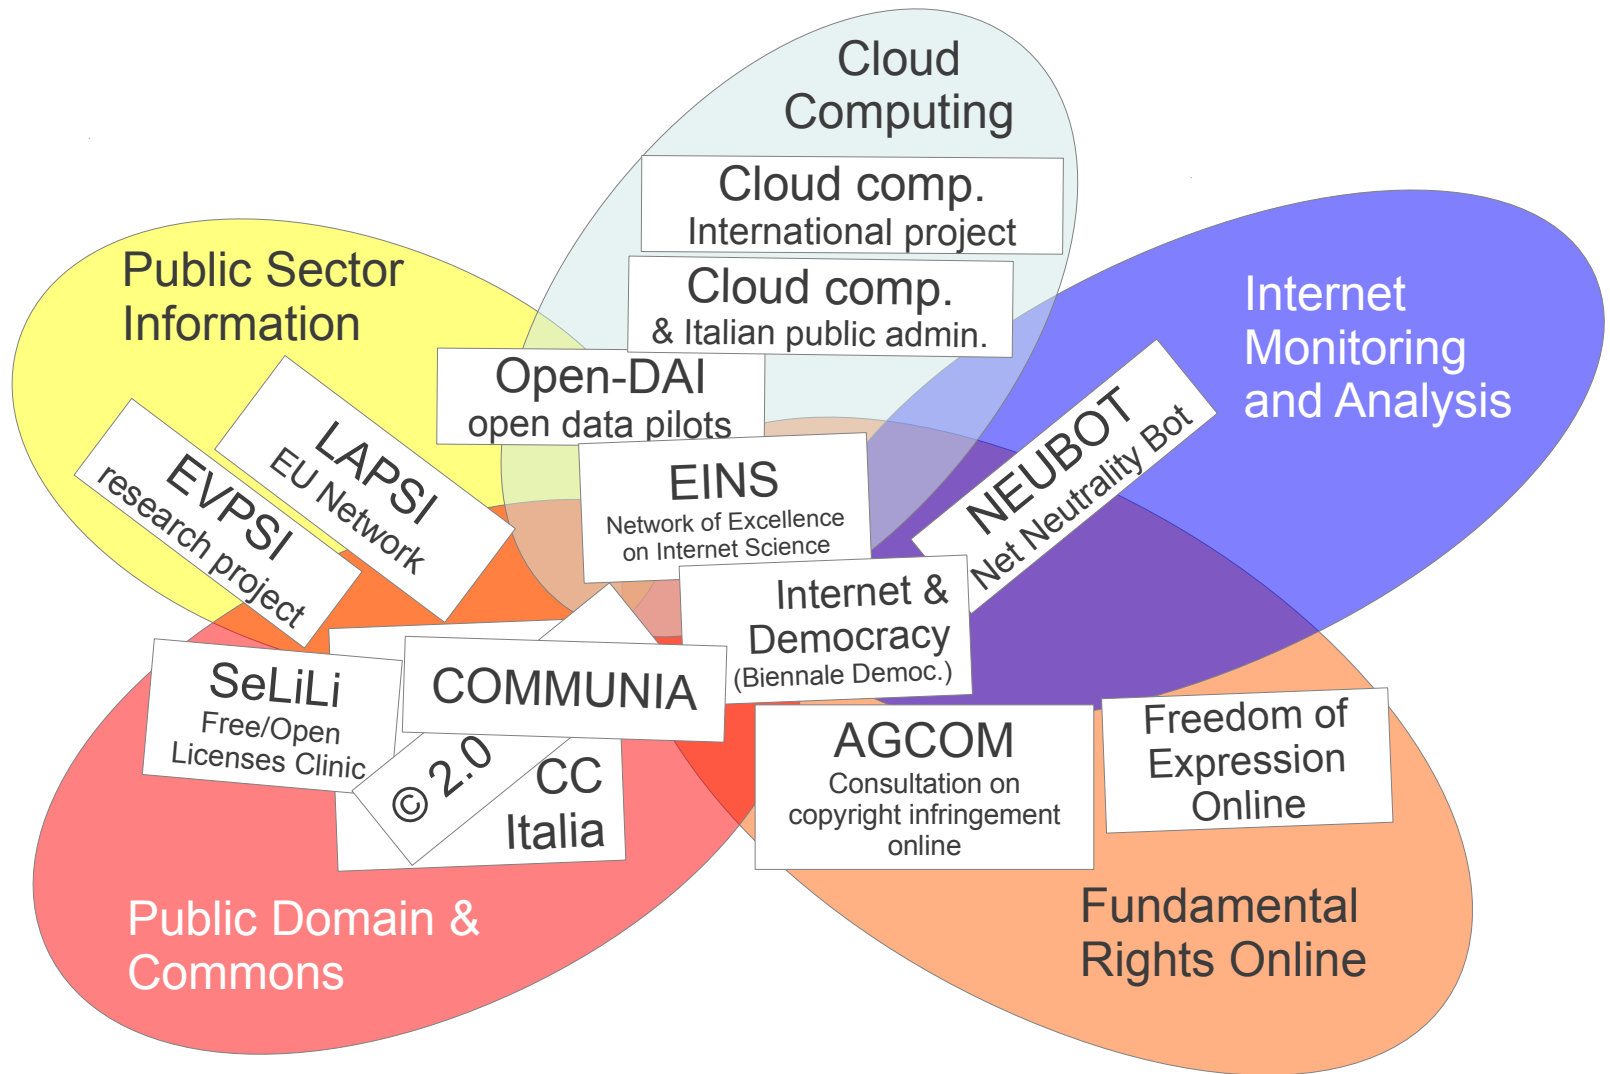 Cloud
Computing
Cloud comp.
International project
Cloud comp.
& Italian public admin.
Public Sector
Information
Internet
Monitoring
and Analysis
Open-DAI
open data pilots
LAPSI
EU Network
EVPSI
research project
EINS
Network of Excellence
on Internet Science
NEUBOT
Net Neutrality Bot
Internet &
Democracy
(Biennale Democ.)
SeLiLi
Free/Open
Licenses Clinic
COMMUNIA
© 2.0
CC
Italia
AGCOM
Consultation on
copyright infringement
online
Freedom of
Expression
Online
Public Domain &
Commons
Fundamental
Rights Online